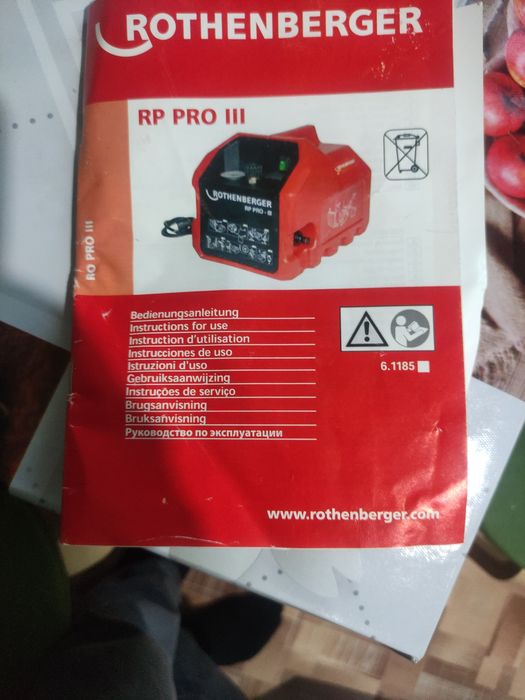 ROTHENBERGER
RP PRO III
ROTHENBERGER
RP PRO - III
RO PRO III
Bedienungsanleitung
Instructions for use
Instruction d'utilisation
Instrucciones de uso
Istruzioni d'uso
Gebruiksaanwijzing
Instruções de serviço
Brugsanvisning
Bruksanvisning
Руководство по эксплуатации
6.1185
www.rothenberger.com